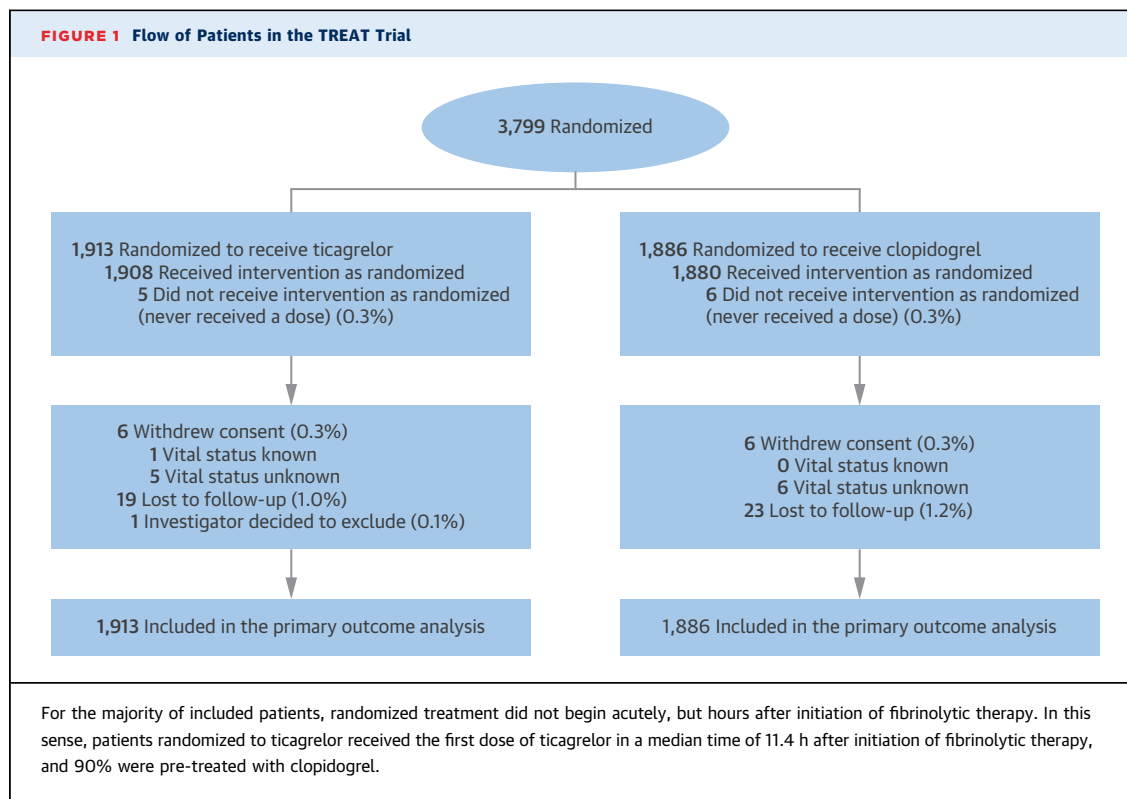 FIGURE 1 Flow of Patients in the TREAT Trial
3,799 Randomized
1,913 Randomized to receive ticagrelor
1,908 Received intervention as randomized
5 Did not receive intervention as randomized
(never received a dose) (0.3%)
1,886 Randomized to receive clopidogrel
1,880 Received intervention as randomized
6 Did not receive intervention as randomized
(never received a dose) (0.3%)
6 Withdrew consent (0.3%)
1 Vital status known
5 Vital status unknown
19 Lost to follow-up (1.0%)
1 Investigator decided to exclude (0.1%)
6 Withdrew consent (0.3%)
0 Vital status known
6 Vital status unknown
23 Lost to follow-up (1.2%)
1,913 Included in the primary outcome analysis
1,886 Included in the primary outcome analysis
For the majority of included patients, randomized treatment did not begin acutely, but hours after initiation of fibrinolytic therapy. In this
sense, patients randomized to ticagrelor received the first dose of ticagrelor in a median time of 11.4 h after initiation of fibrinolytic therapy,
and 90% were pre-treated with clopidogrel.